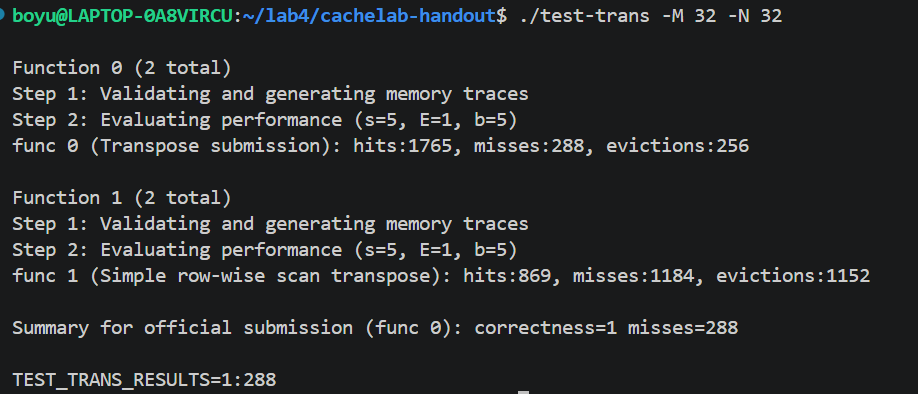 boyu@LAPTOP-0A8VIRCU:~/lab4/cachelab-handout$ ./test-trans -M 32 -N 32
Function 0 (2 total)
Step 1: Validating and generating memory traces
Step 2: Evaluating performance (s=5, E=1, b=5)
func 0 (Transpose submission): hits:1765, misses:288, evictions:256
Function 1 (2 total)
Step 1: Validating and generating memory traces
Step 2: Evaluating performance (s=5, E=1, b=5)
func 1 (Simple row-wise scan transpose): hits:869, misses:1184, evictions:1152
Summary for official submission (func 0): correctness=1 misses=288
TEST_TRANS_RESULTS=1:288